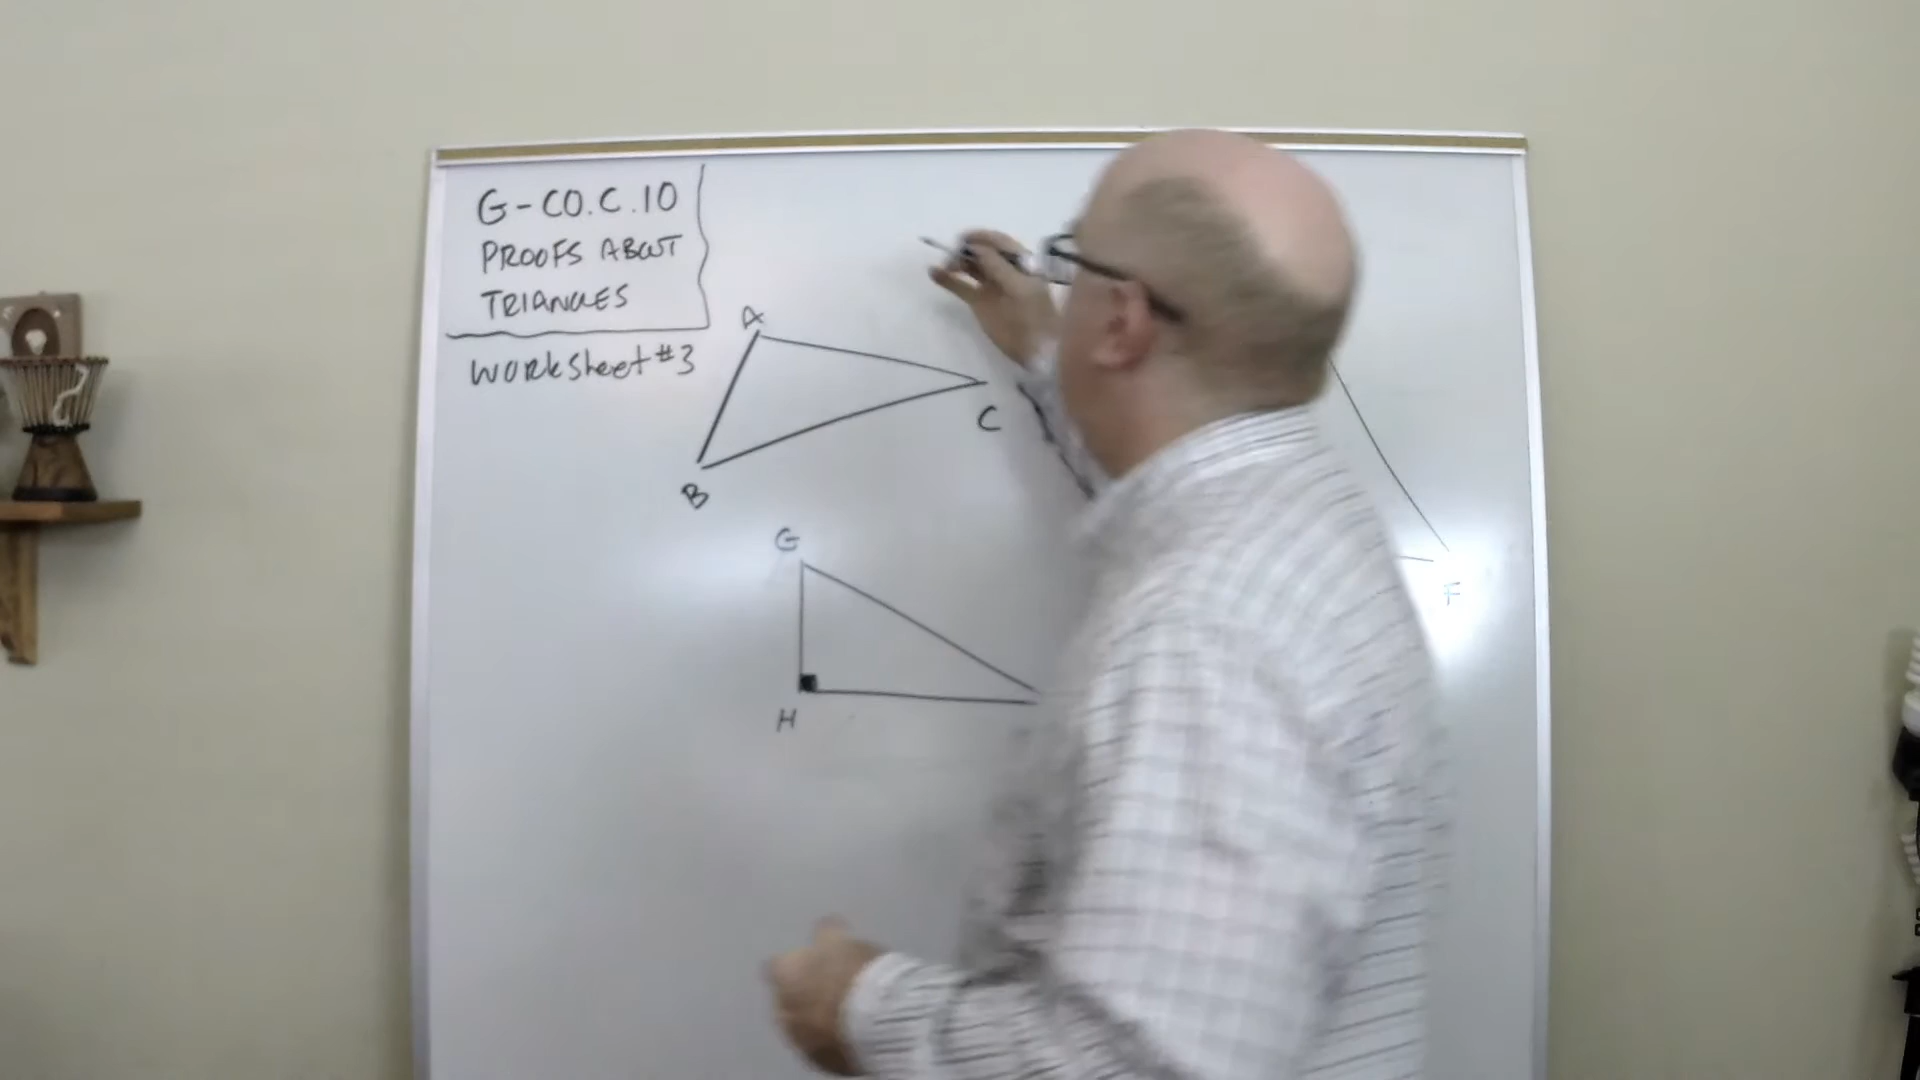 G-CO.C.10
PROOFS ABOUT
TRIANGLES
WORKSheet #3
A
C
B
G
F
H